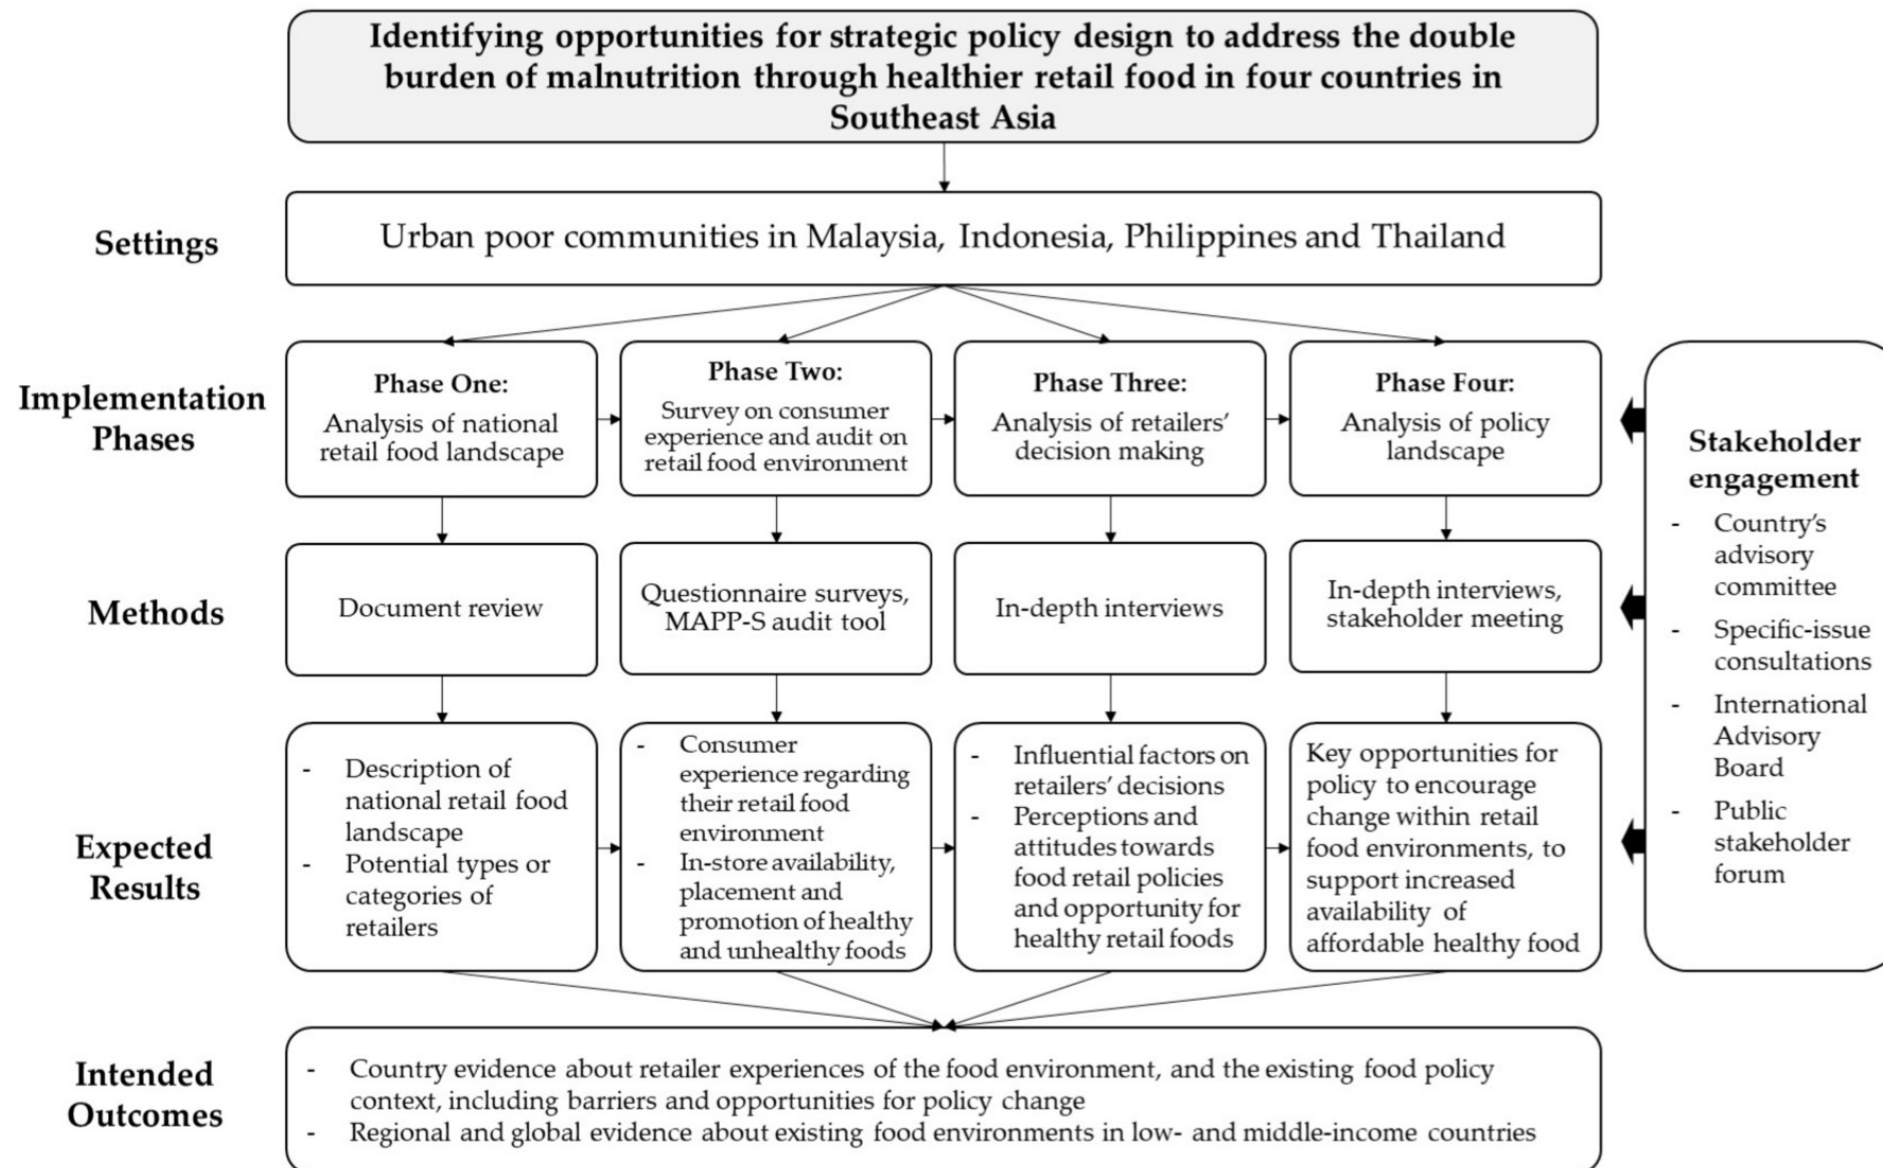 Identifying opportunities for strategic policy design to address the double
burden of malnutrition through healthier retail food in four countries in
Southeast Asia
Settings
Urban poor communities in Malaysia, Indonesia, Philippines and Thailand
Implementation
Phases
Phase One:
Analysis of national
retail food landscape
Phase Two:
Survey on consumer
experience and audit on
retail food environment
Phase Three:
Analysis of retailers'
decision making
Phase Four:
Analysis of policy
landscape
Methods
Document review
Questionnaire surveys,
MAPP-S audit tool
In-depth interviews
In-depth interviews,
stakeholder meeting
Expected
Results
- Description of
national retail food
landscape
- Potential types or
categories of
retailers
- Consumer
experience regarding
their retail food
environment
- In-store availability,
placement and
promotion of healthy
and unhealthy foods
- Influential factors on
retailers' decisions
- Perceptions and
attitudes towards
food retail policies
and opportunity for
healthy retail foods
Key opportunities for
policy to encourage
change within retail
food environments, to
support increased
availability of
affordable healthy food
Stakeholder
engagement
- Country's
advisory
committee
- Specific-issue
consultations
- International
Advisory
Board
- Public
stakeholder
forum
Intended
Outcomes
- Country evidence about retailer experiences of the food environment, and the existing food policy
context, including barriers and opportunities for policy change
- Regional and global evidence about existing food environments in low- and middle-income countries